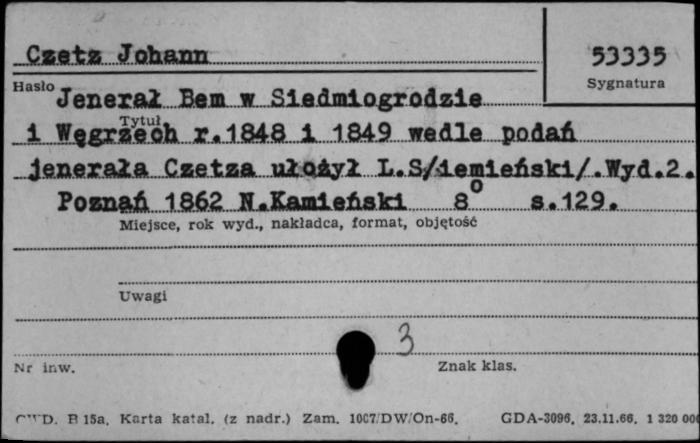 Czetz Johann
53335
Hasło
Sygnatura
Jenerał Bem w Siedmiogrodzie
Tytuł
i Węgrzech r.1848 i 1849 wedle podań
jenerała Czetza ułożył L.S/iemieński/.Wyd.2.
Poznań 1862 N.Kamieński 8° s.129.
Miejsce, rok wyd., nakładca, format, objętość
Uwagi
3
Nr inw.
Znak klas.
B 15a. Karta katal. (z nadr.) Zam. 1007/DW/On-66. GDA-3096. 23.11.66. 1 320 000